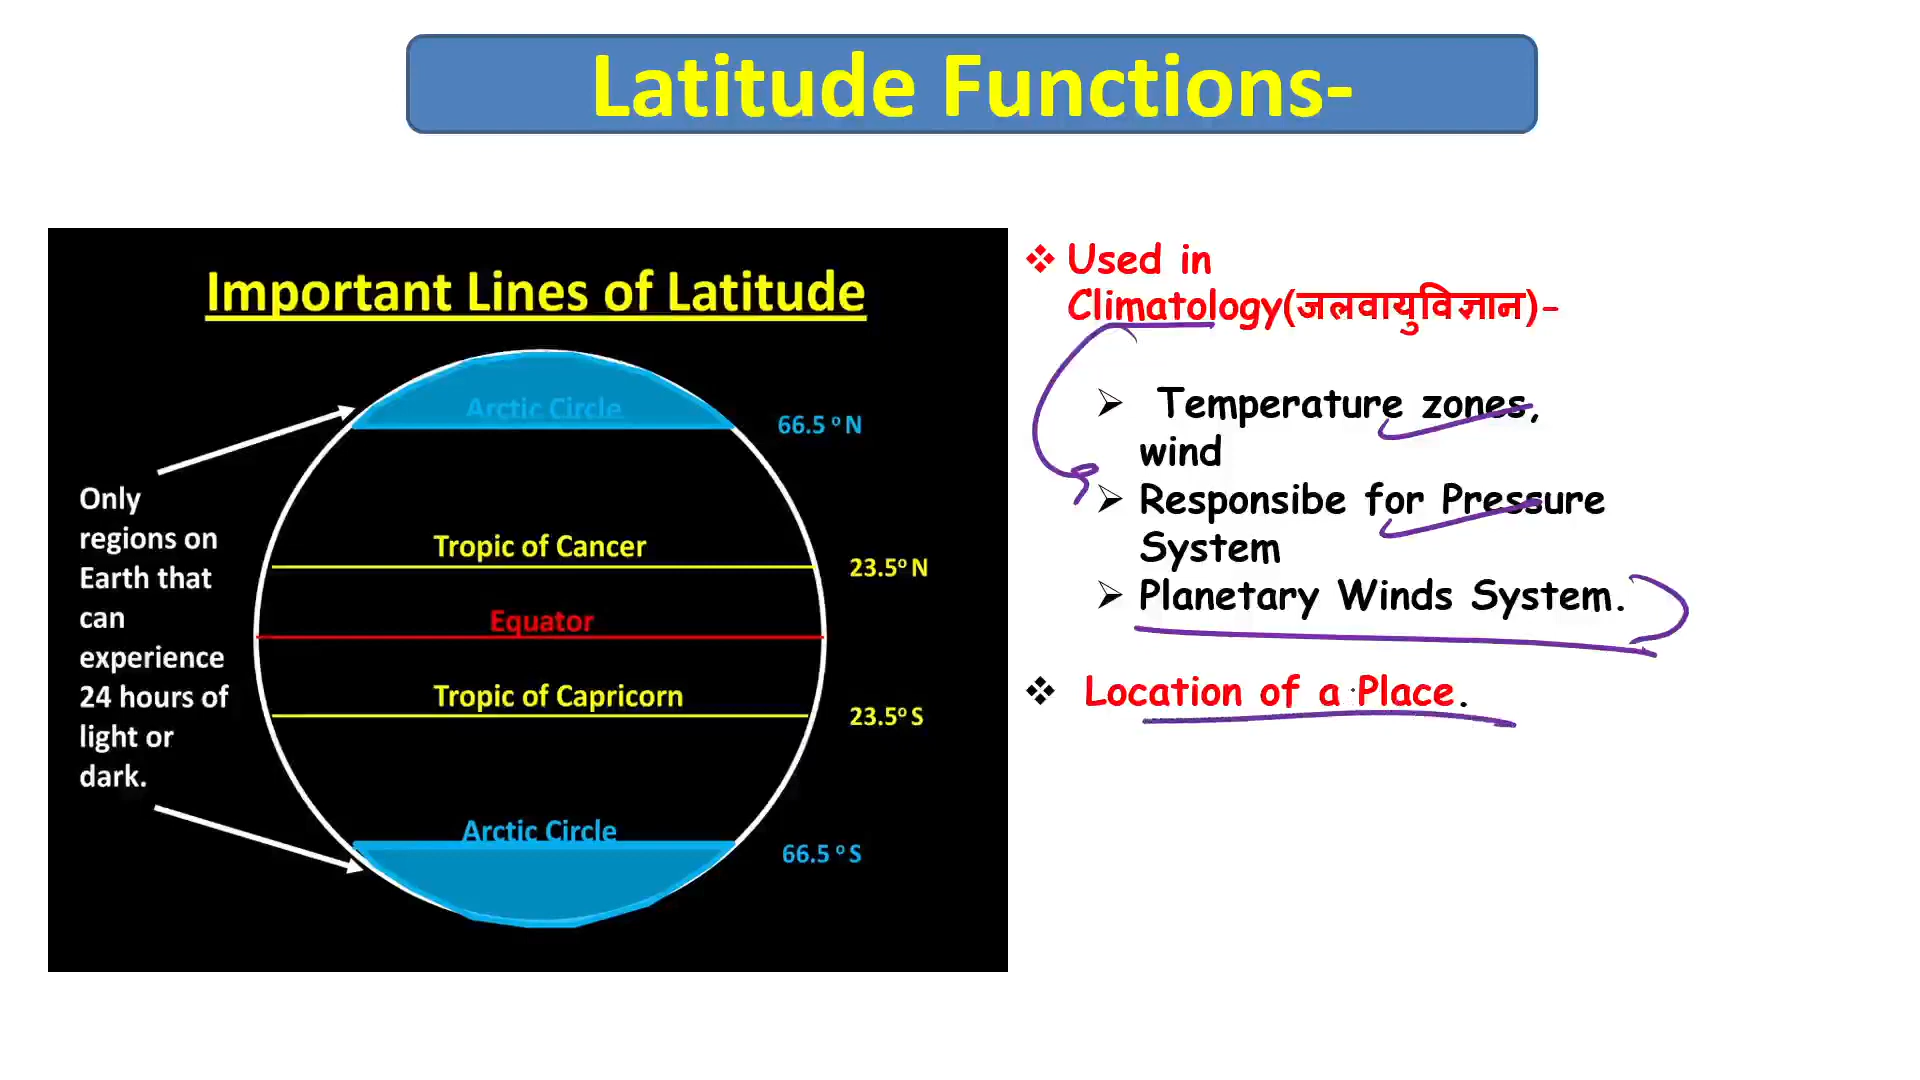 Latitude Functions-
Important Lines of Latitude
Arctic Circle
66.5 º N
Only
regions on
Earth that
can
experience
24 hours of
light or
dark.
Tropic of Cancer
23.5º N
Equator
Tropic of Capricorn
23.5º S
Arctic Circle
66.5 º S
❖ Used in
Climatology(जलवायुविज्ञान)-
➢ Temperature zones,
wind
➢ Responsibe for Pressure
System
➢ Planetary Winds System.
❖ Location of a Place.